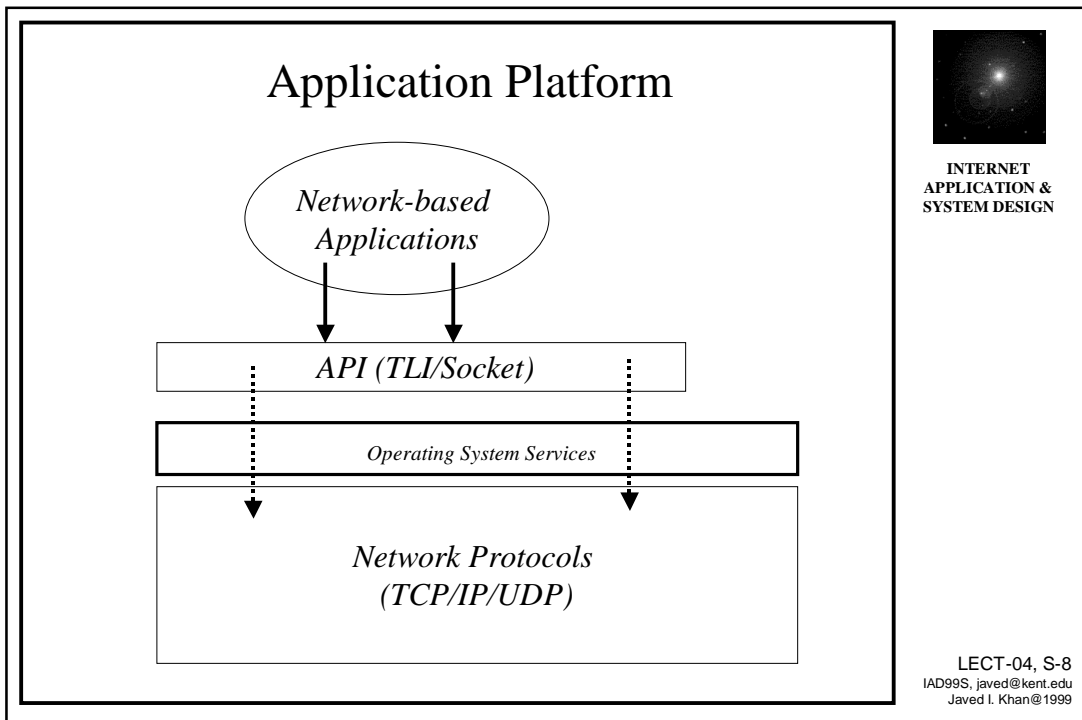 Application Platform
Network-based
Applications
API (TLI/Socket)
Operating System Services
Network Protocols
(TCP/IP/UDP)
INTERNET
APPLICATION &
SYSTEM DESIGN
LECT-04, S-8
IAD99S, javed@kent.edu
Javed I. Khan@1999